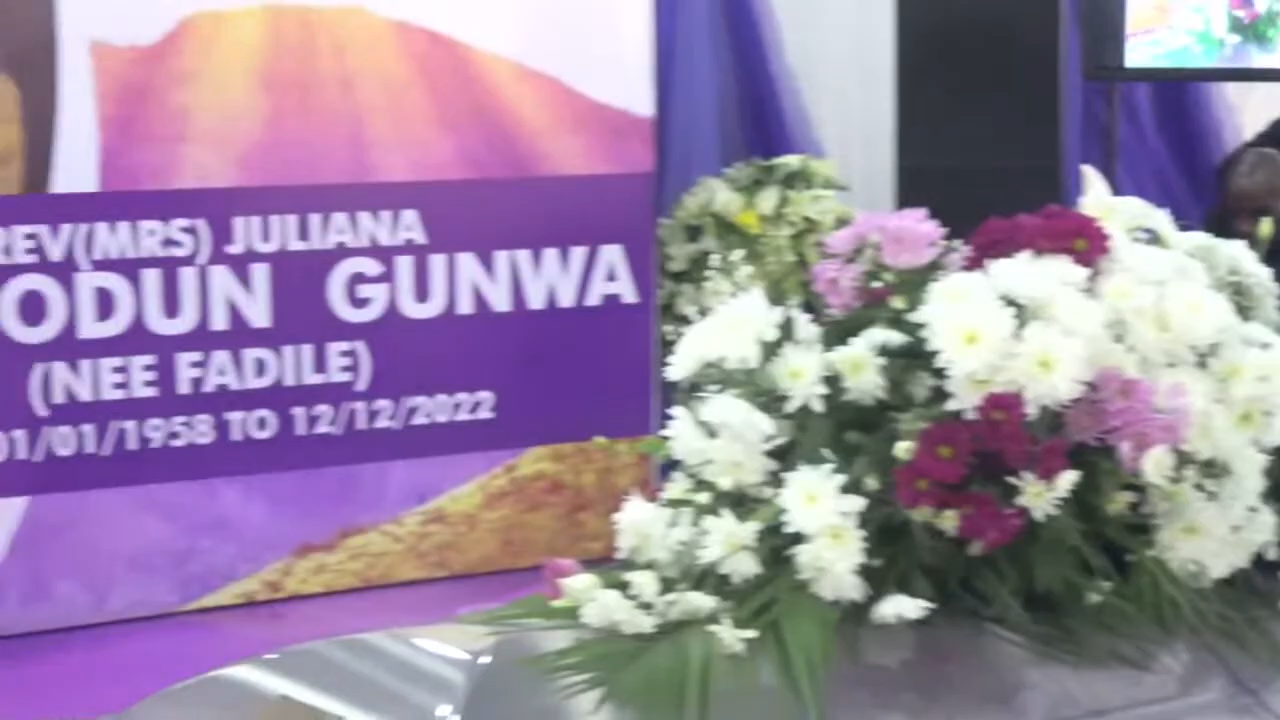 REV(MRS) JULIANA
ODUN GUNWA
(NEE FADILE)
01/01/1958 TO 12/12/2022